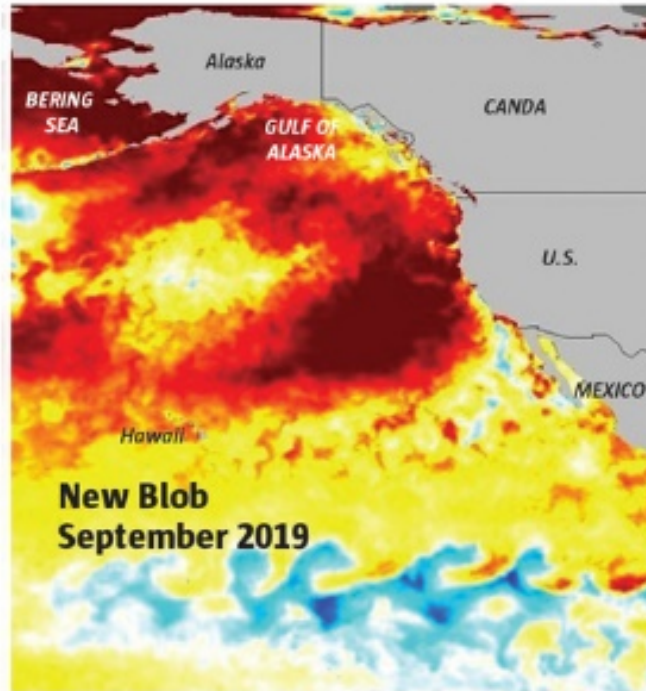 Alaska
BERING
SEA
GULF OF
ALASKA
CANDA
U.S.
MEXICO
Hawaii
New Blob
September 2019